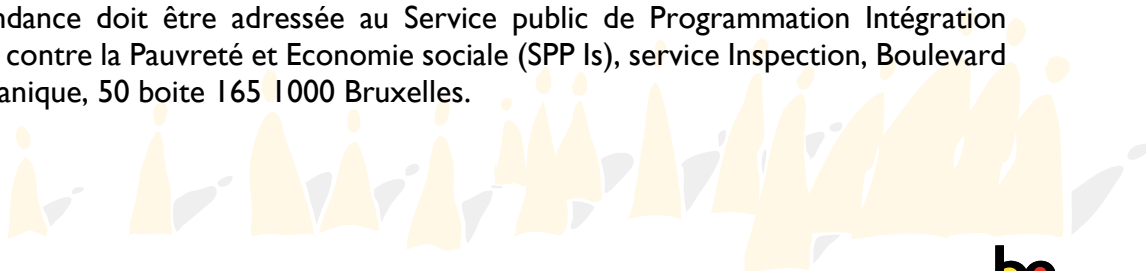 ndance doit être adressée au Service public de Programmation Intégration
contre la Pauvreté et Economie sociale (SPP Is), service Inspection, Boulevard
anique, 50 boite 165 1000 Bruxelles.
be